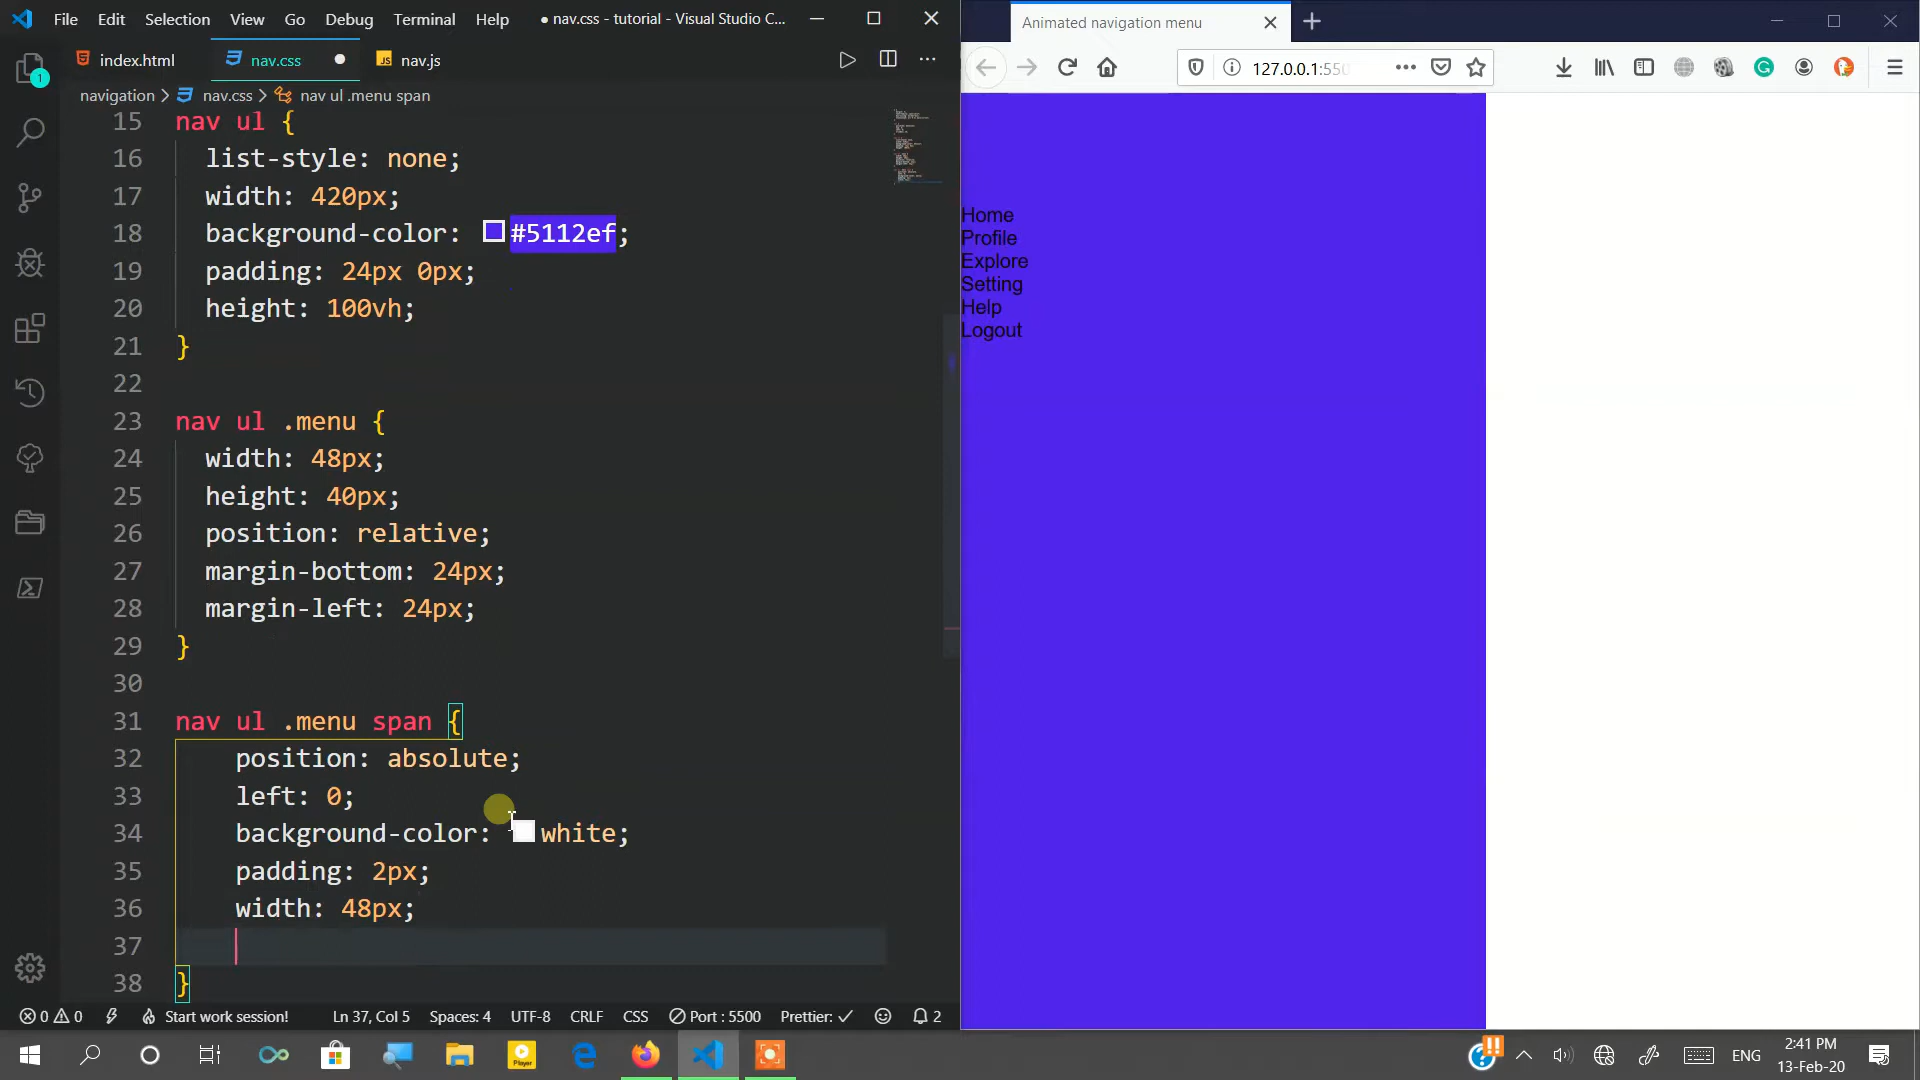 File Edit Selection View Go Debug Terminal Help ● nav.css - tutorial - Visual Studio C...
index.html nav.css ● nav.js
navigation > nav.css > nav ul .menu span
15 nav ul {
16 list-style: none;
17 width: 420px;
18 background-color: #5112ef;
19 padding: 24px 0px;
20 height: 100vh;
21 }
22
23 nav ul .menu {
24 width: 48px;
25 height: 40px;
26 position: relative;
27 margin-bottom: 24px;
28 margin-left: 24px;
29 }
30
31 nav ul .menu span {
32 position: absolute;
33 left: 0;
34 background-color: white;
35 padding: 2px;
36 width: 48px;
37
38 }
0 0 Start work session! Ln 37, Col 5 Spaces: 4 UTF-8 CRLF CSS Port : 5500 Prettier: ✓ 2
Animated navigation menu
127.0.0.1:550
Home
Profile
Explore
Setting
Help
Logout
1
Player
ENG
2:41 PM
13-Feb-20